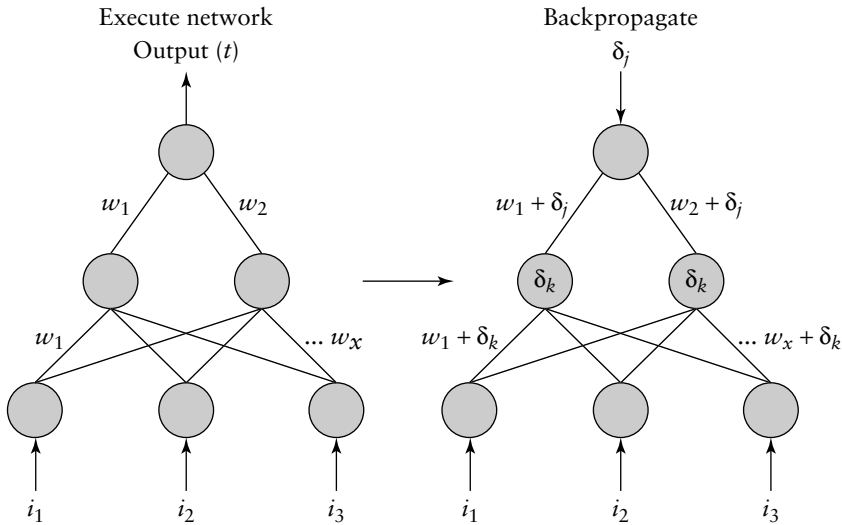 Execute network
Output (t)
w₁
w₂
w₁
... wₓ
i₁
i₂
i₃
Backpropagate
δⱼ
w₁ + δⱼ
w₂ + δⱼ
δₖ
δₖ
w₁ + δₖ
... wₓ + δₖ
i₁
i₂
i₃